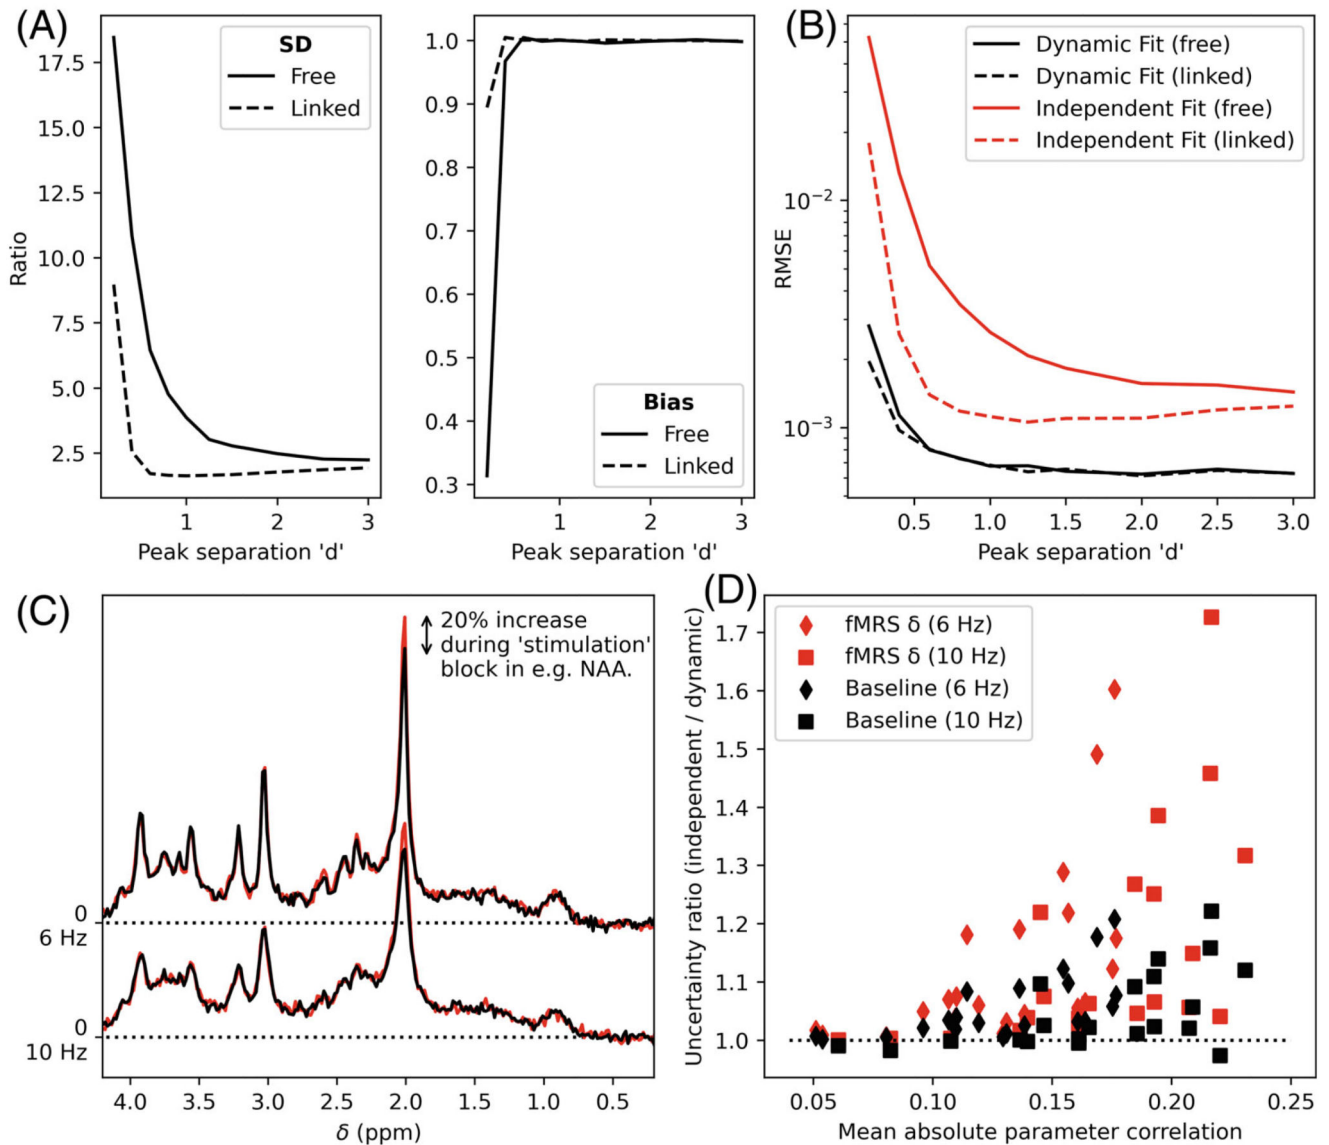 (A)
SD
Free
Linked
17.5
15.0
12.5
10.0
7.5
5.0
2.5
Ratio
1
2
3
Peak separation 'd'
1.0
0.9
0.8
0.7
0.6
0.5
0.4
0.3
Bias
Free
Linked
1
2
3
Peak separation 'd'
(B)
Dynamic Fit (free)
Dynamic Fit (linked)
Independent Fit (free)
Independent Fit (linked)
10−2
10−3
RMSE
0.5
1.0
1.5
2.0
2.5
3.0
Peak separation 'd'
(C)
20% increase
during 'stimulation'
block in e.g. NAA.
0
6 Hz
0
10 Hz
4.0
3.5
3.0
2.5
2.0
1.5
1.0
0.5
δ (ppm)
(D)
fMRS δ (6 Hz)
fMRS δ (10 Hz)
Baseline (6 Hz)
Baseline (10 Hz)
1.7
1.6
1.5
1.4
1.3
1.2
1.1
1.0
Uncertainty ratio (independent / dynamic)
0.05
0.10
0.15
0.20
0.25
Mean absolute parameter correlation